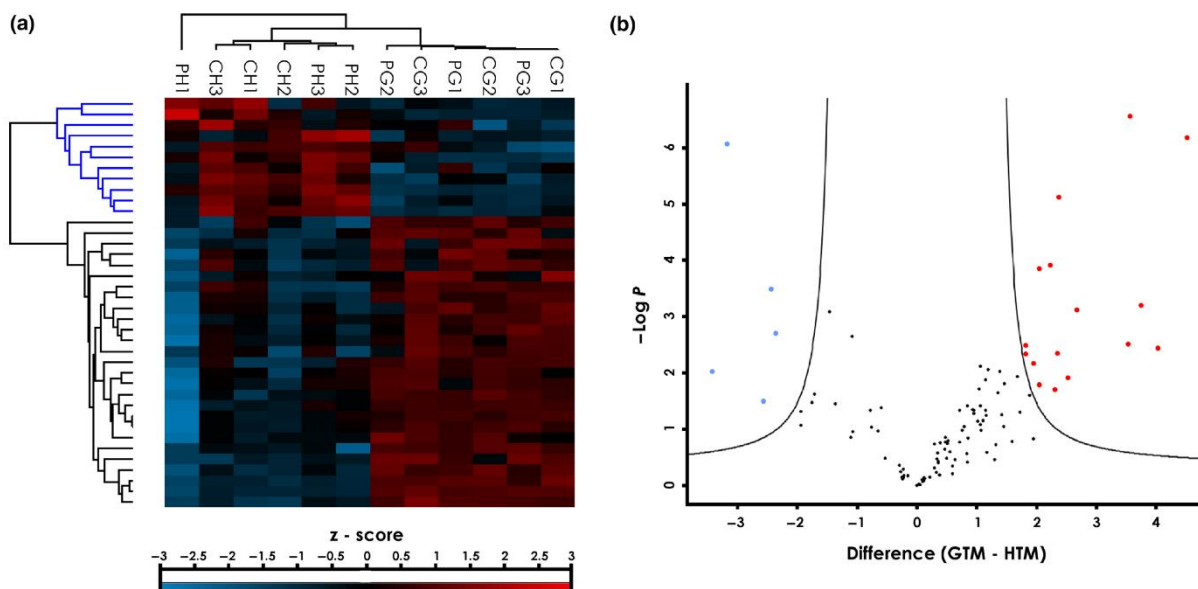 (a)
PH1 CH3 CH1 CH2 PH3 PH2 PG2 CG3 PG1 CG2 PG3 CG1
z - score
-3 -2.5 -2 -1.5 -1 -0.5 0 0.5 1 1.5 2 2.5 3
(b)
6
5
4
3
2
1
0
−Log P
-3 -2 -1 0 1 2 3 4
Difference (GTM - HTM)